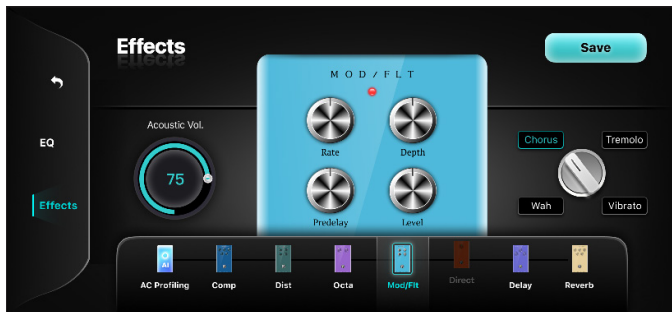 Effects
Save
MOD/FLT
Acoustic Vol.
75
EQ
Effects
Rate
Depth
Predelay
Level
Chorus
Tremolo
Wah
Vibrato
AI
AC Profiling
Comp
Dist
Octa
Mod/Flt
Direct
Delay
Reverb